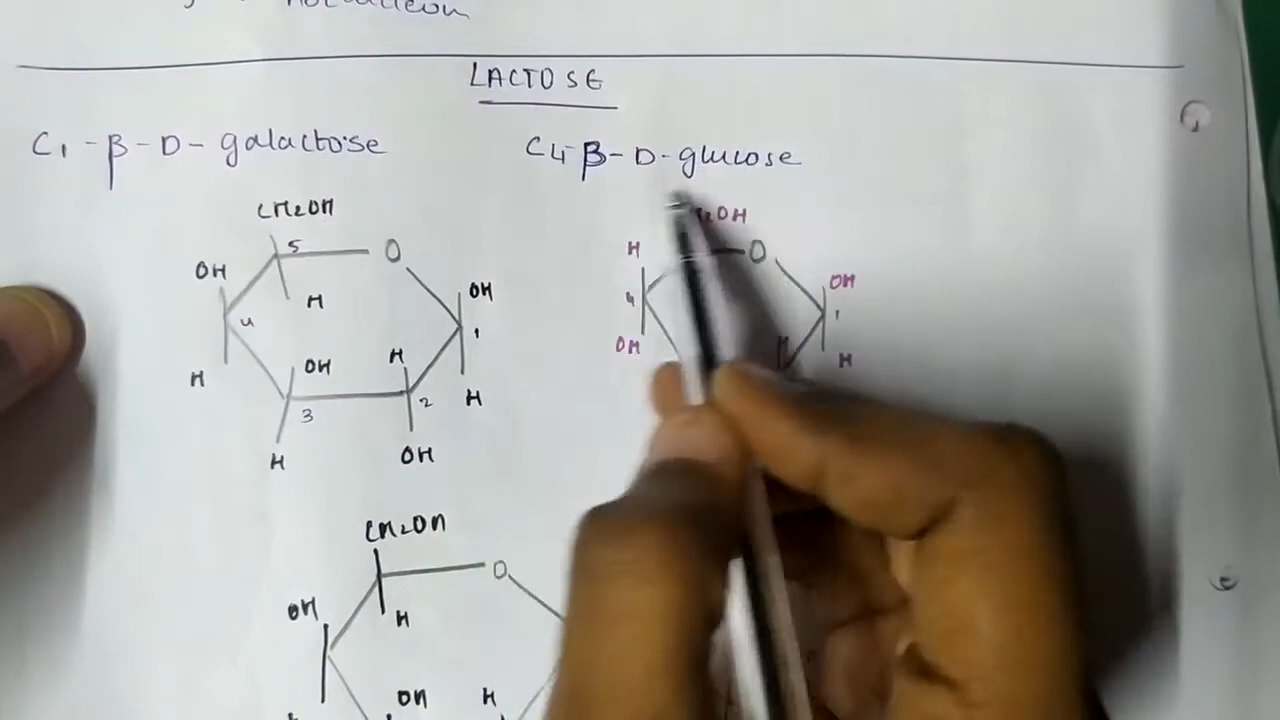 LACTOSE
C1 - β - D - galactose
C4 - β - D - glucose
CH2OH
5
O
OH
H
OH
4
1
OH
H
H
3
2
H
H
OH
H
O
OH
4
1
OH
H
CH2OH
O
OH
H
OH
H